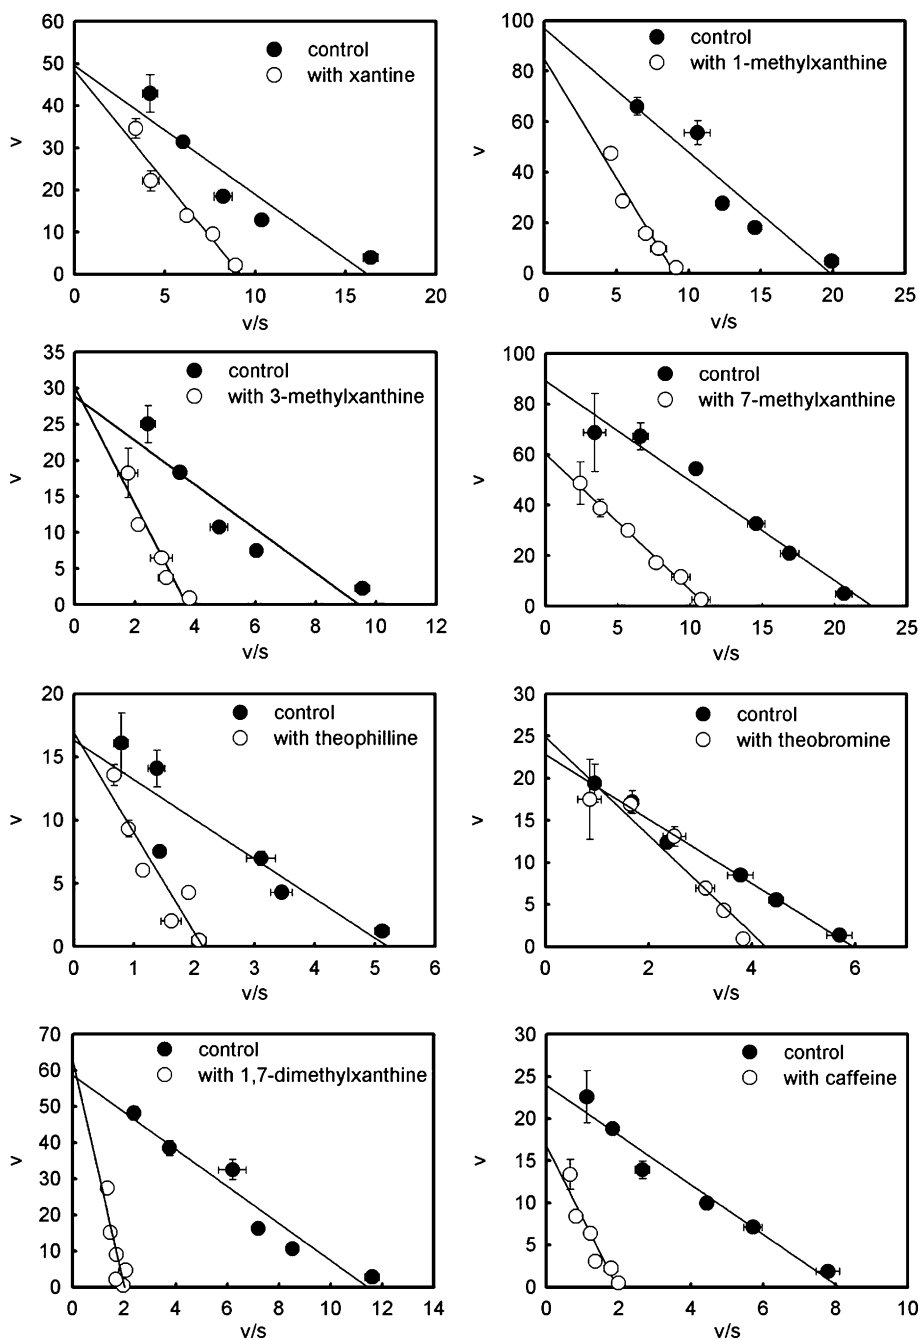 60
50
40
30
20
10
0
v
control
with xantine
0 5 10 15 20
v/s
100
80
60
40
20
0
v
control
with 1-methylxanthine
0 5 10 15 20 25
v/s
35
30
25
20
15
10
5
0
v
control
with 3-methylxanthine
0 2 4 6 8 10 12
v/s
100
80
60
40
20
0
v
control
with 7-methylxanthine
0 5 10 15 20 25
v/s
20
15
10
5
0
v
control
with theophilline
0 1 2 3 4 5 6
v/s
30
25
20
15
10
5
0
v
control
with theobromine
0 2 4 6
v/s
70
60
50
40
30
20
10
0
v
control
with 1,7-dimethylxanthine
0 2 4 6 8 10 12 14
v/s
30
25
20
15
10
5
0
v
control
with caffeine
0 2 4 6 8 10
v/s